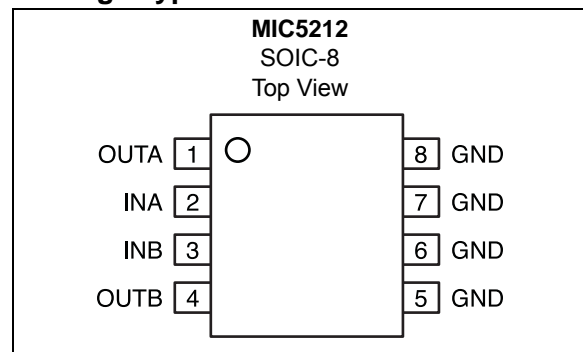 MIC5212
SOIC-8
Top View
OUTA 1 8 GND
INA 2 7 GND
INB 3 6 GND
OUTB 4 5 GND